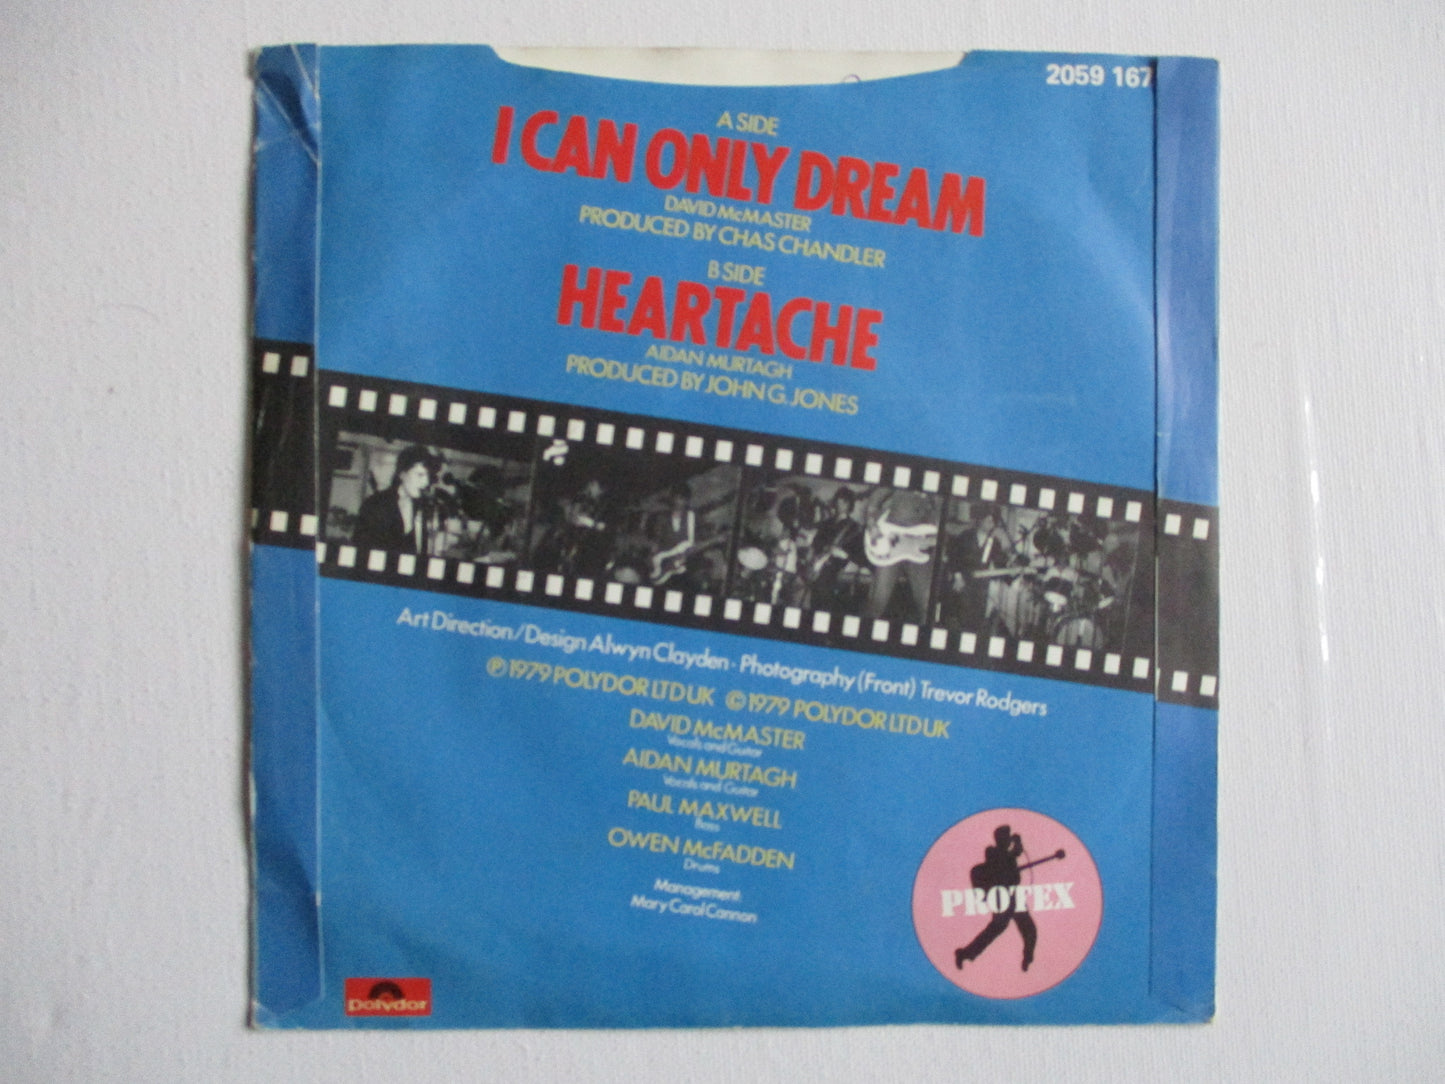 2059 167
A SIDE
I CAN ONLY DREAM
DAVID McMASTER
PRODUCED BY CHAS CHANDLER
B SIDE
HEARTACHE
AIDAN MURTAGH
PRODUCED BY JOHN G. JONES
Art Direction/Design Alwyn Clayden · Photography (Front) Trevor Rodgers
℗ 1979 POLYDOR LTD UK © 1979 POLYDOR LTD UK
DAVID McMASTER
Vocals and Guitar
AIDAN MURTAGH
Vocals and Guitar
PAUL MAXWELL
Bass
OWEN McFADDEN
Drums
Management
Mary Carol Cannon
PROTEX
polydor